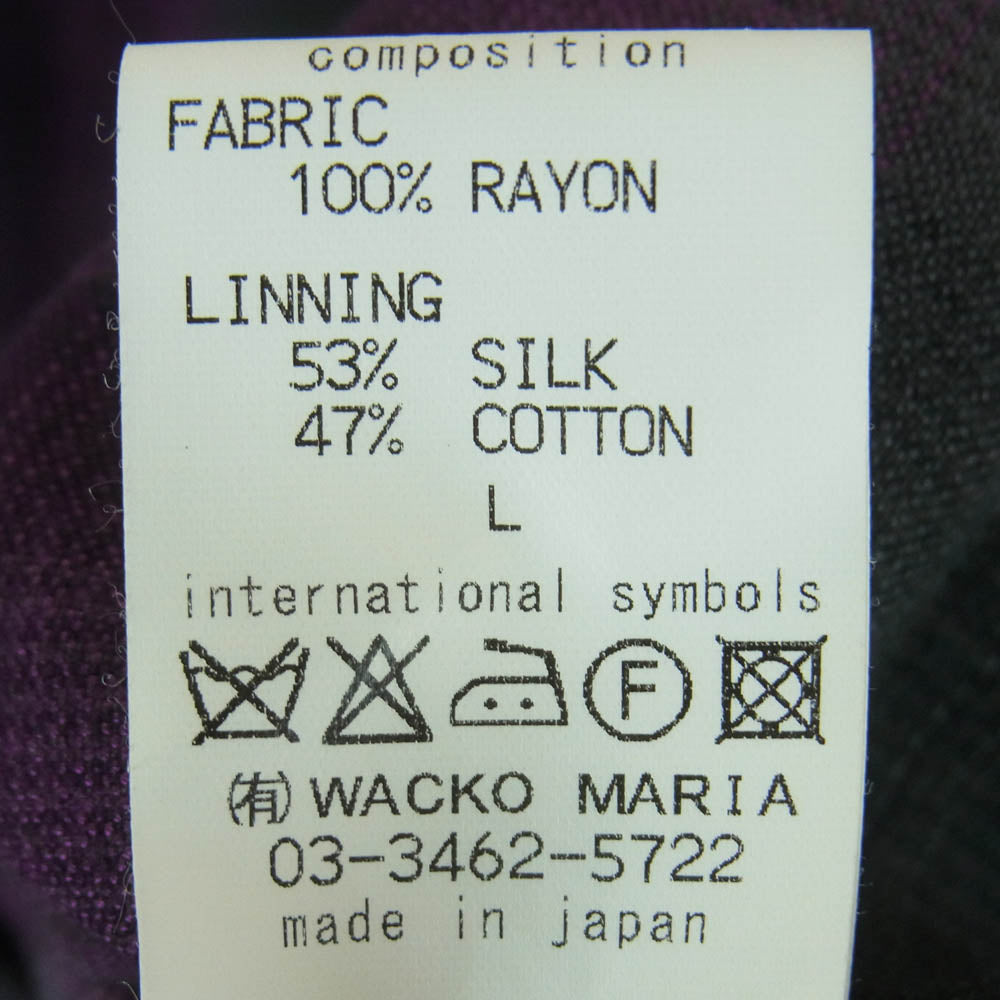 composition
FABRIC
100% RAYON
LINNING
53% SILK
47% COTTON
L
international symbols
F
㈲ WACKO MARIA
03-3462-5722
made in japan